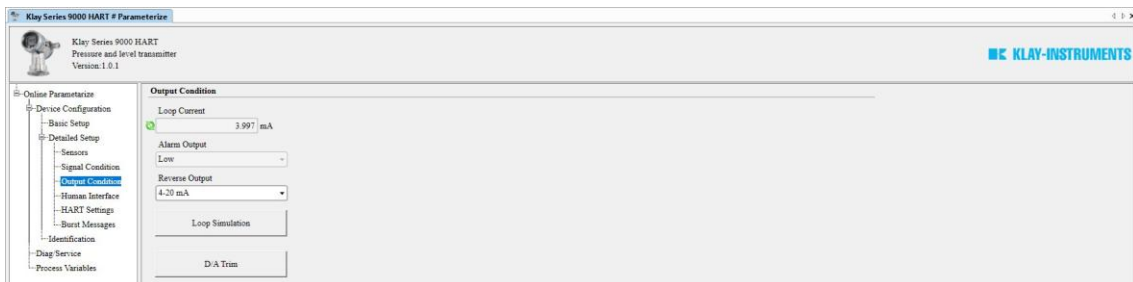 Klay Series 9000 HART # Parameterize
Klay Series 9000 HART
Pressure and level transmitter
Version:1.0.1
KLAY-INSTRUMENTS
Online Parametarize
Device Configuration
Basic Setup
Detailed Setup
Sensors
Signal Condition
Output Condition
Human Interface
HART Settings
Burst Messages
Identification
Diag/Service
Process Variables
Output Condition
Loop Current
3.997 mA
Alarm Output
Low
Reverse Output
4-20 mA
Loop Simulation
D/A Trim